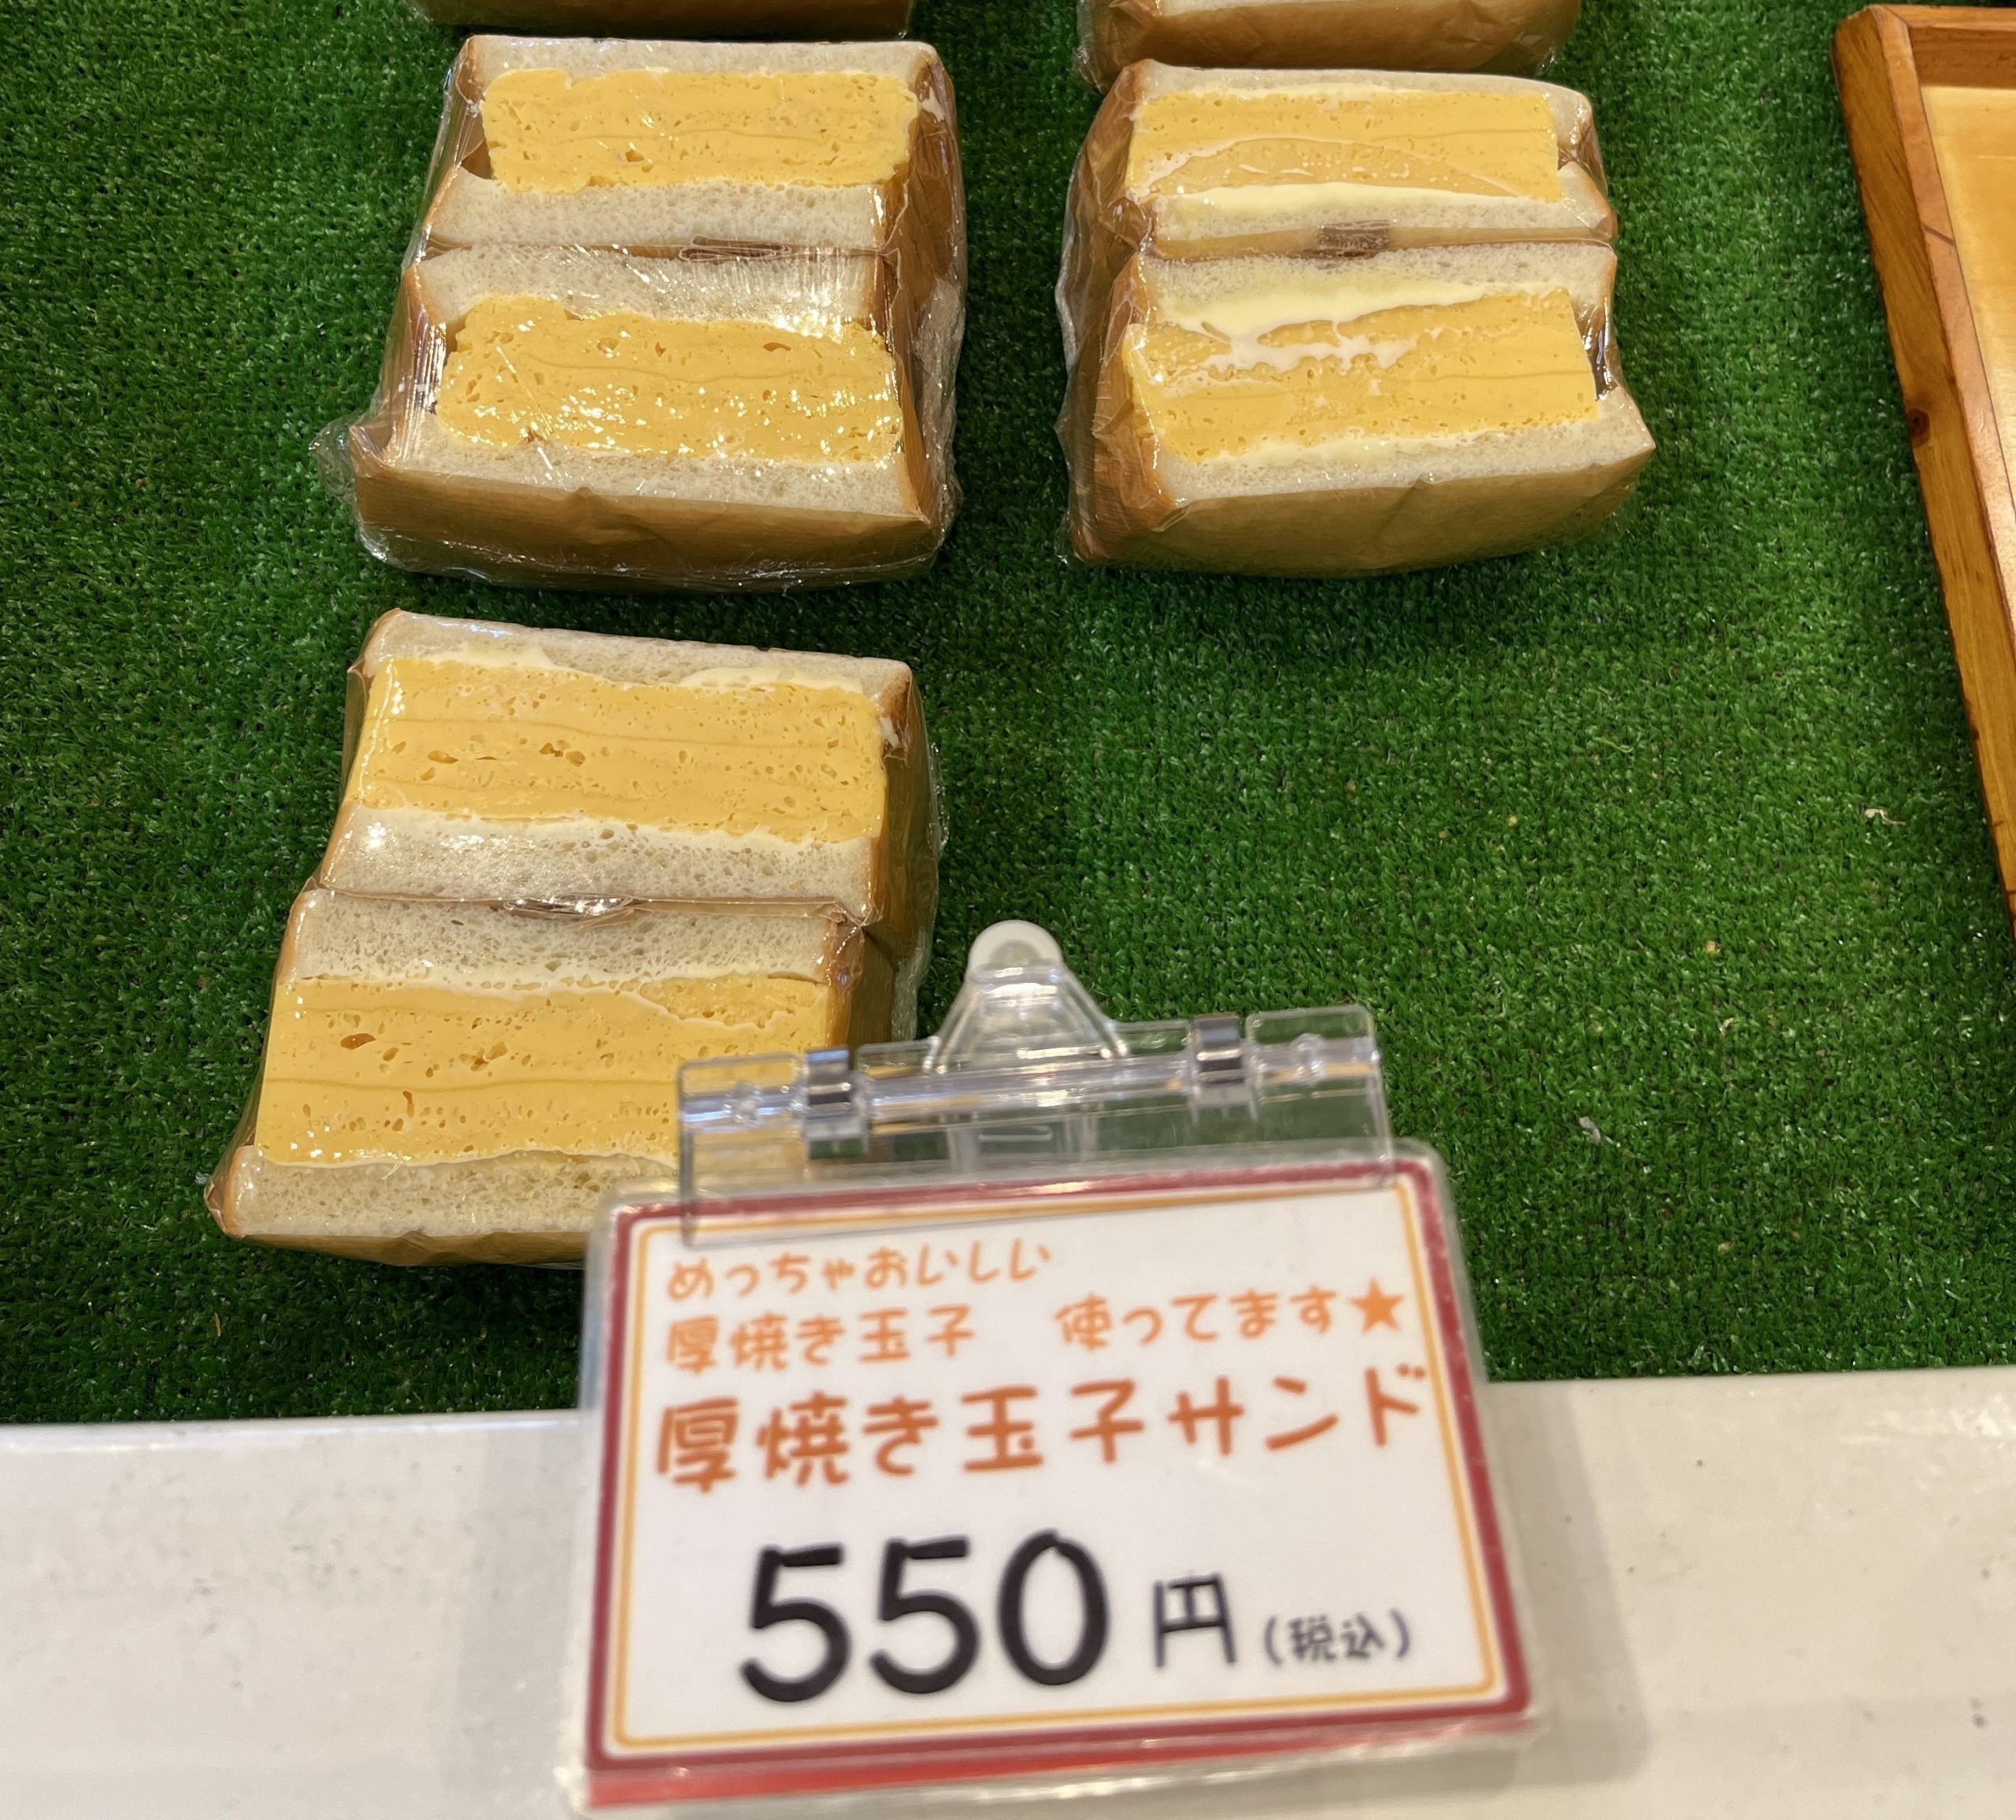 めっちゃおいしい
厚焼き玉子　使ってます★
厚焼き玉子サンド
550円(税込)